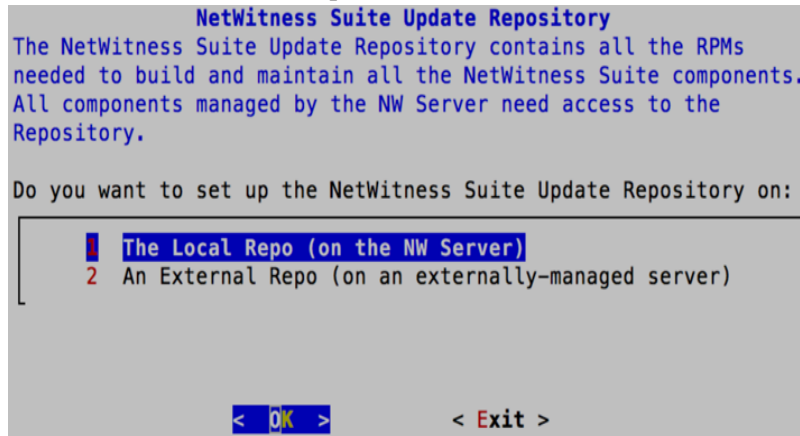 NetWitness Suite Update Repository
The NetWitness Suite Update Repository contains all the RPMs
needed to build and maintain all the NetWitness Suite components.
All components managed by the NW Server need access to the
Repository.
Do you want to set up the NetWitness Suite Update Repository on:
1 The Local Repo (on the NW Server)
2 An External Repo (on an externally-managed server)
< OK > < Exit >